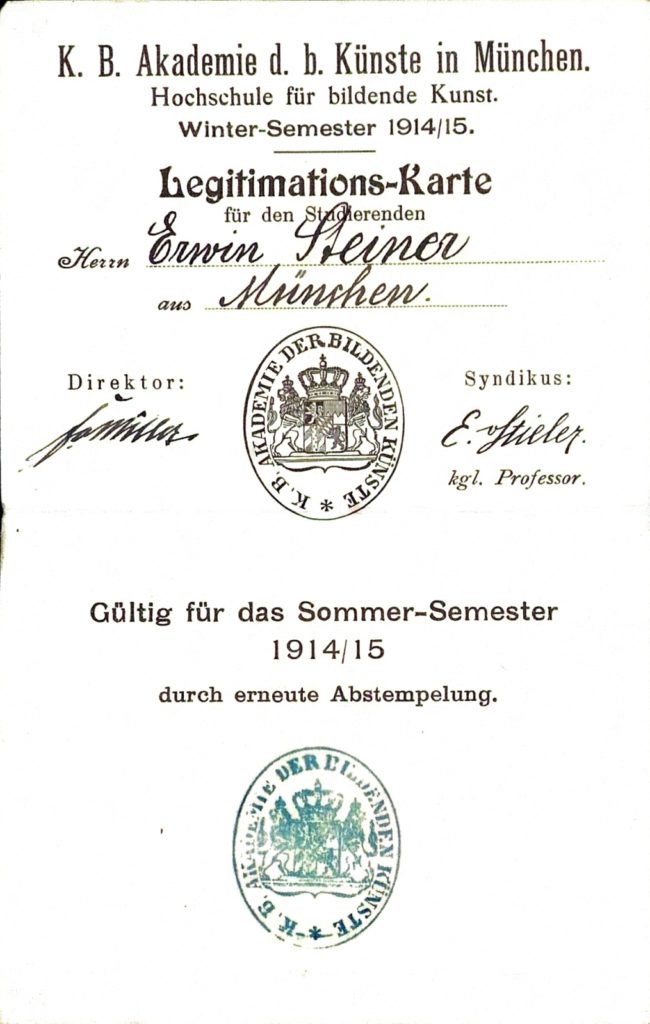 K. B. Akademie d. b. Künste in München.
Hochschule für bildende Kunst.
Winter-Semester 1914/15.
Legitimations-Karte
für den Studierenden
Herrn Erwin Steiner
aus München.
K. B. AKADEMIE DER BILDENDEN KÜNSTE *
Direktor:
Syndikus:
E. Stieler.
kgl. Professor.
Gültig für das Sommer-Semester
1914/15
durch erneute Abstempelung.
K. B. AKADEMIE DER BILDENDEN KÜNSTE *